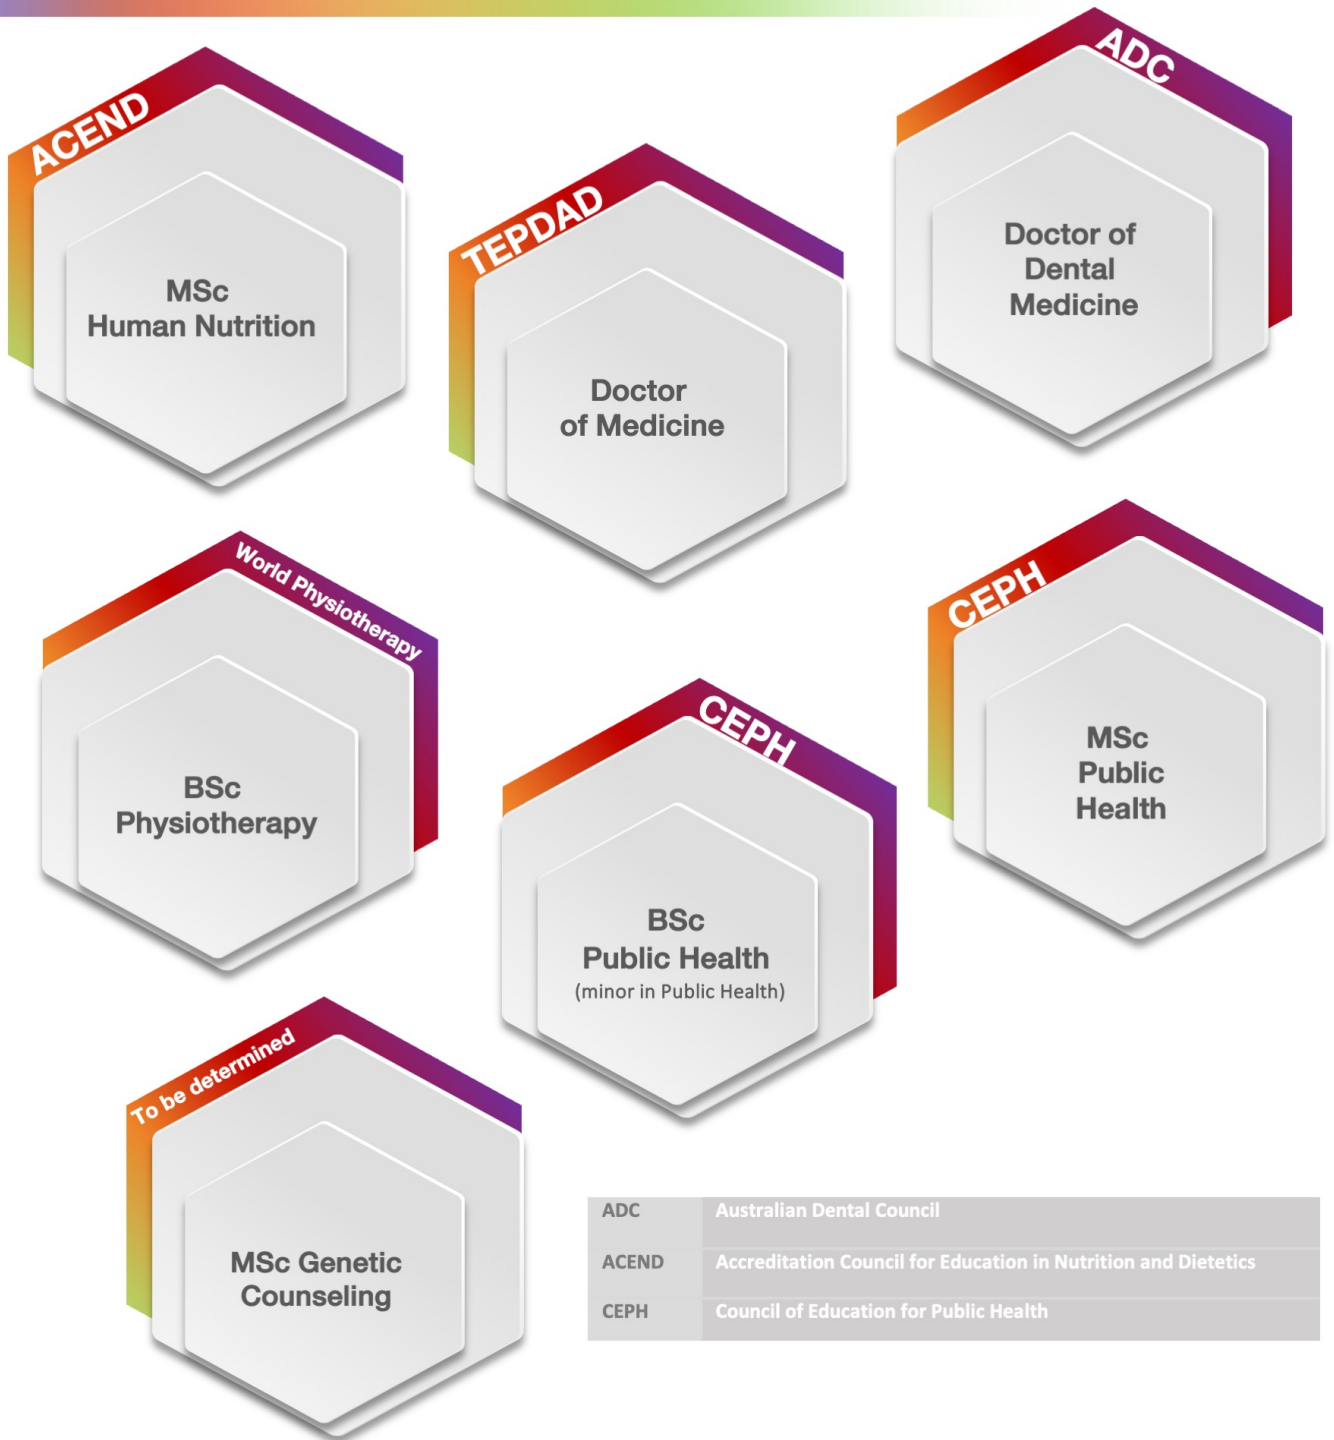 ACEND
MSc
Human Nutrition
TEPDAD
Doctor
of Medicine
ADC
Doctor of
Dental
Medicine
World Physiotherapy
BSc
Physiotherapy
CEPH
BSc
Public Health
(minor in Public Health)
CEPH
MSc
Public
Health
To be determined
MSc Genetic
Counseling
ADC Australian Dental Council
ACEND Accreditation Council for Education in Nutrition and Dietetics
CEPH Council of Education for Public Health